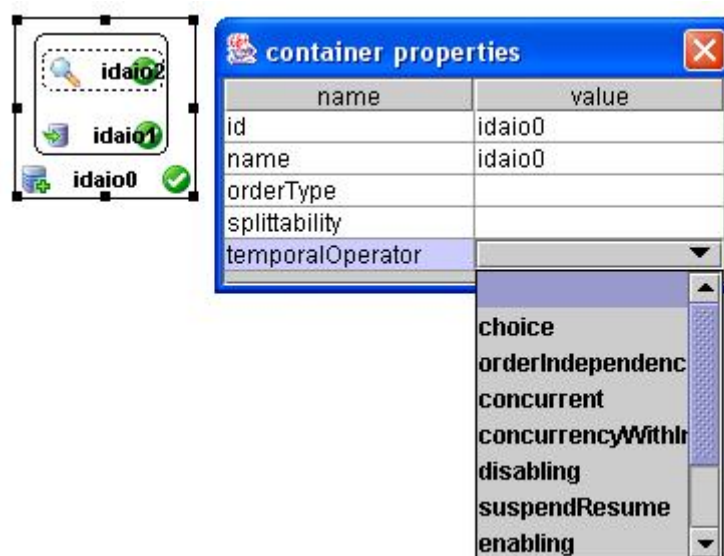 idaio2
idaio1
idaio0
container properties
name value
id idaio0
name idaio0
orderType
splittability
temporalOperator
choice
orderIndependenc
concurrent
concurrencyWithIn
disabling
suspendResume
enabling